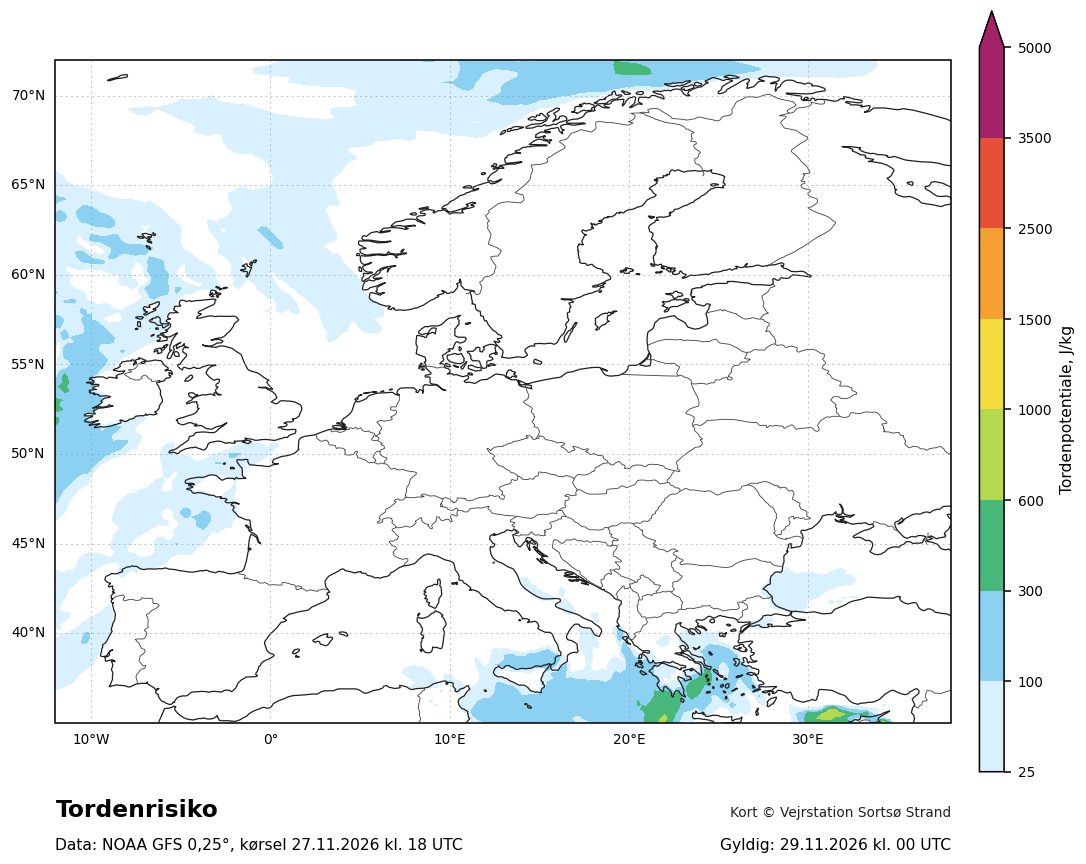 5000
3500
2500
1500
1000
600
300
100
25
Tordenpotentiale, J/kg
70°N
65°N
60°N
55°N
50°N
45°N
40°N
10°W
0°
10°E
20°E
30°E
Tordenrisiko
Kort © Vejrstation Sortsø Strand
Data: NOAA GFS 0,25°, kørsel 27.11.2026 kl. 18 UTC
Gyldig: 29.11.2026 kl. 00 UTC